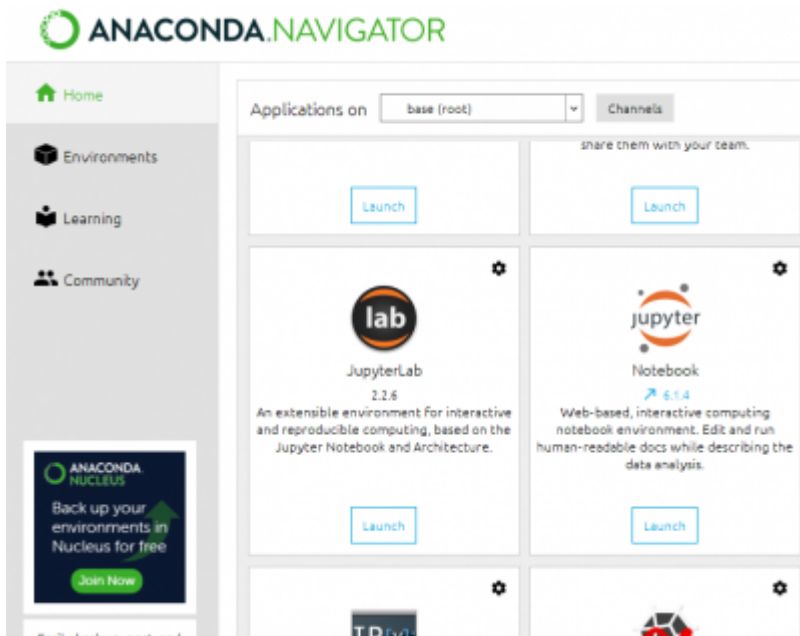 ANACONDA.NAVIGATOR
Home
Environments
Learning
Community
Applications on base (root) Channels
share them with your team.
Launch
Launch
lab
JupyterLab
2.2.6
An extensible environment for interactive
and reproducible computing, based on the
Jupyter Notebook and Architecture.
Launch
jupyter
Notebook
6.1.4
Web-based, interactive computing
notebook environment. Edit and run
human-readable docs while describing the
data analysis.
Launch
ANACONDA.
NUCLEUS
Back up your
environments in
Nucleus for free
Join Now